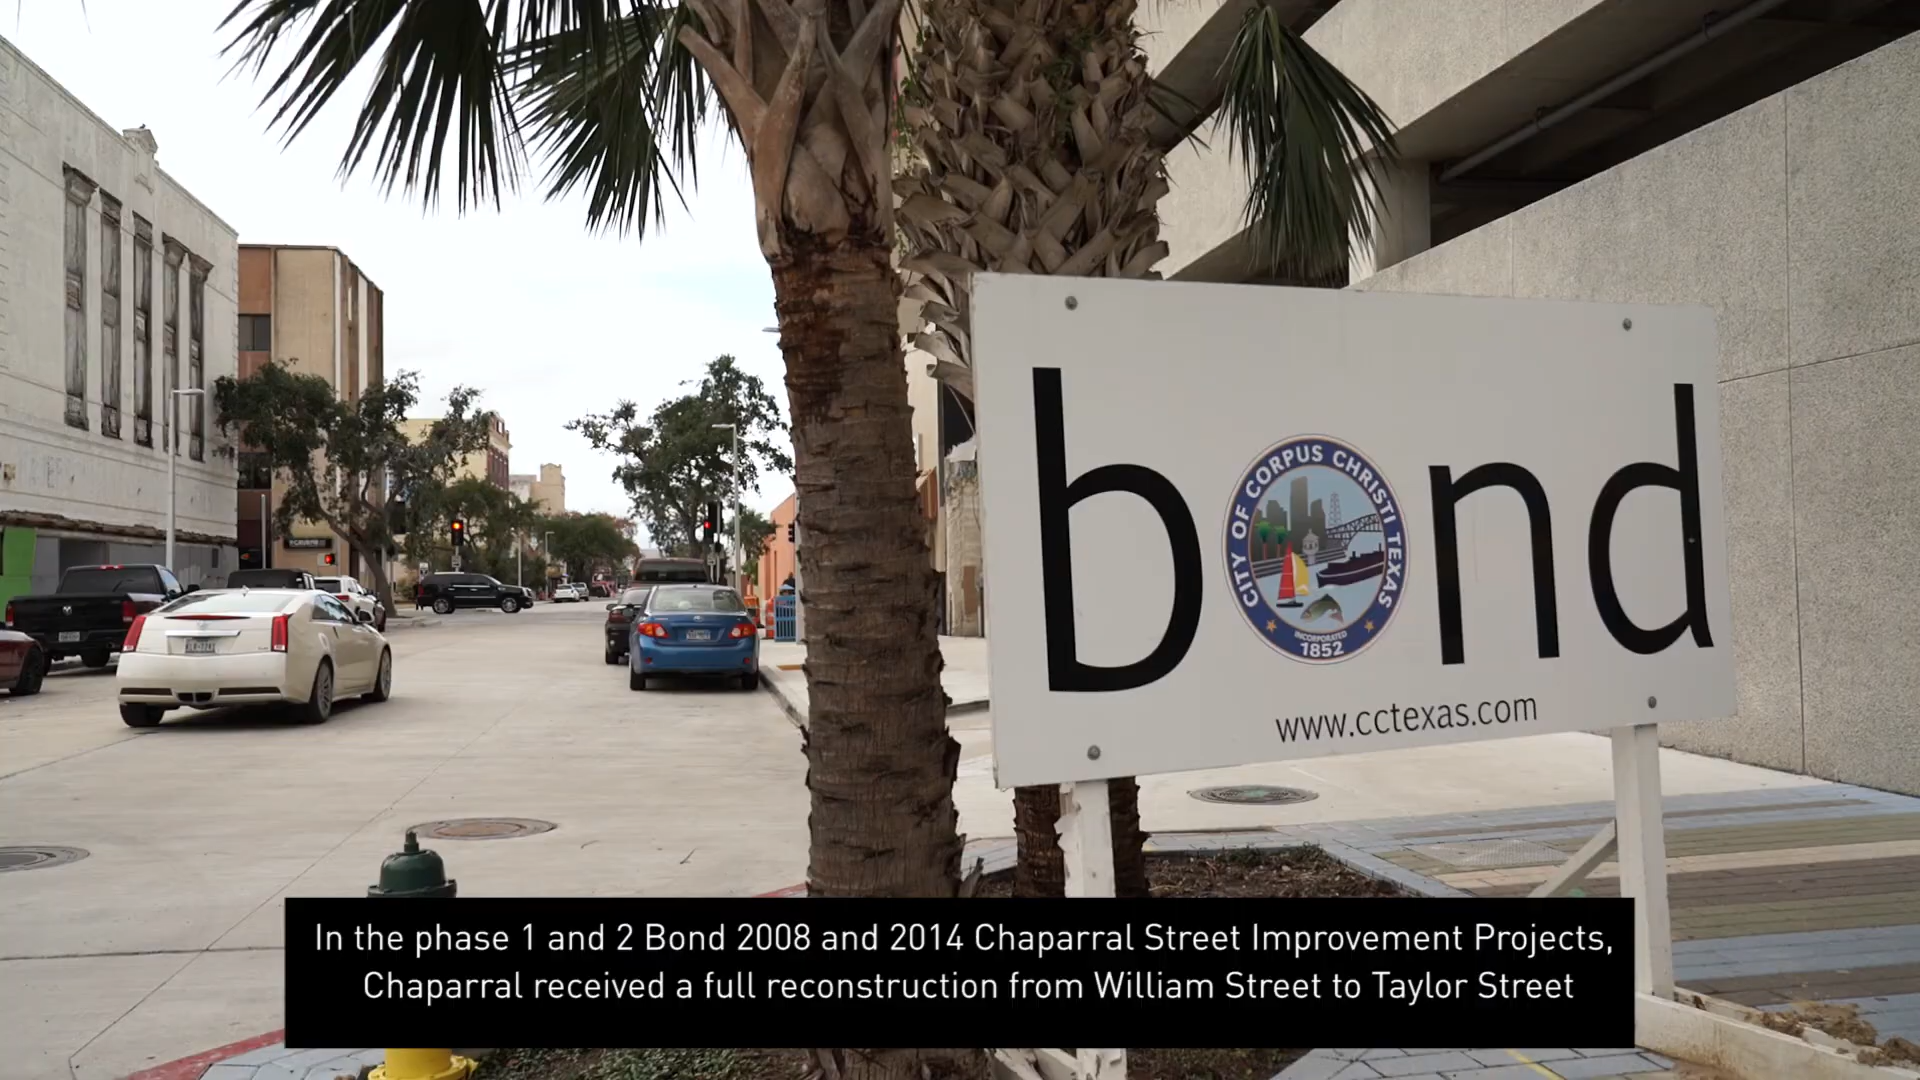 bond
CITY OF CORPUS CHRISTI TEXAS
INCORPORATED
1852
www.cctexas.com
In the phase 1 and 2 Bond 2008 and 2014 Chaparral Street Improvement Projects,
Chaparral received a full reconstruction from William Street to Taylor Street